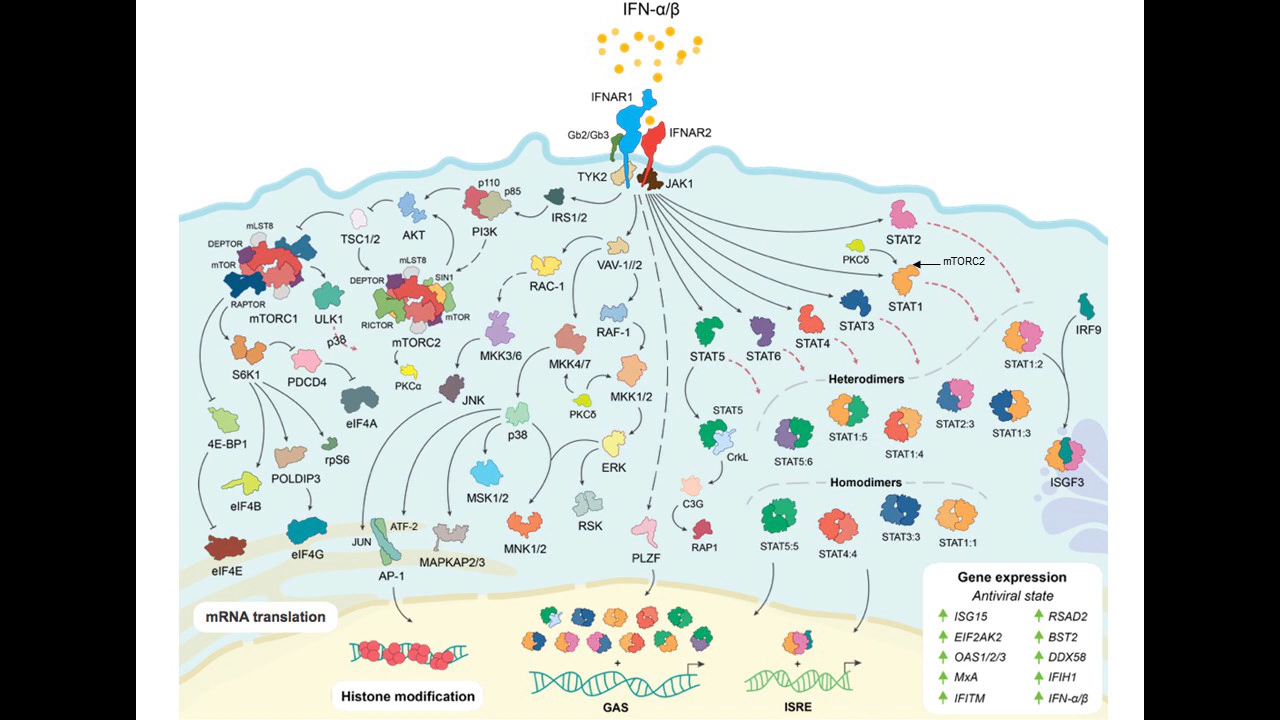 IFN-α/β
IFNAR1
Gb2/Gb3
IFNAR2
TYK2
JAK1
p110
p85
IRS1/2
PI3K
AKT
TSC1/2
mLST8
DEPTOR
mTOR
RAPTOR
mTORC1
ULK1
p38
mLST8
DEPTOR
SIN1
RICTOR
mTOR
mTORC2
PKCα
VAV-1//2
RAC-1
RAF-1
MKK3/6
MKK4/7
MKK1/2
PKCδ
JNK
p38
ERK
S6K1
PDCD4
eIF4A
4E-BP1
rpS6
POLDIP3
eIF4B
eIF4G
eIF4E
MSK1/2
RSK
MNK1/2
MAPKAP2/3
JUN
ATF-2
AP-1
PLZF
STAT2
PKCδ
mTORC2
STAT1
STAT3
STAT4
STAT6
STAT5
STAT5
CrkL
C3G
RAP1
IRF9
STAT1:2
Heterodimers
STAT2:3
STAT1:3
STAT1:5
STAT1:4
STAT5:6
ISGF3
Homodimers
STAT5:5
STAT4:4
STAT3:3
STAT1:1
mRNA translation
Histone modification
+
GAS
+
ISRE
Gene expression
Antiviral state
ISG15
RSAD2
EIF2AK2
BST2
OAS1/2/3
DDX58
MxA
IFIH1
IFITM
IFN-α/β